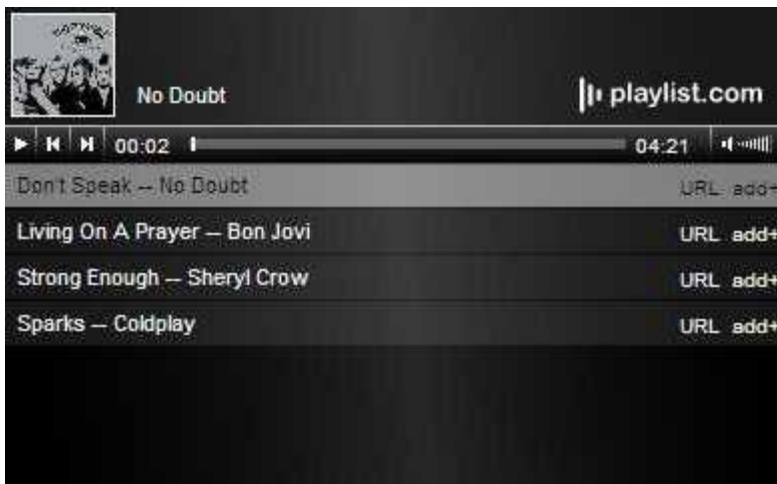 No Doubt
playlist.com
00:02 04:21
Don't Speak -- No Doubt URL add+
Living On A Prayer -- Bon Jovi URL add+
Strong Enough -- Sheryl Crow URL add+
Sparks -- Coldplay URL add+